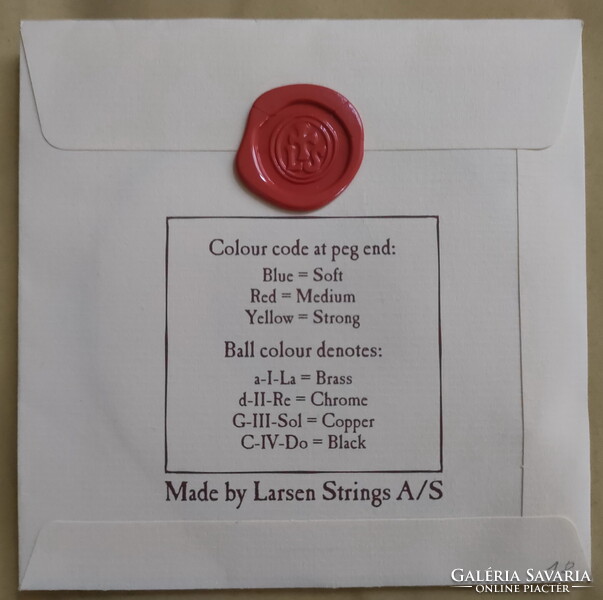 Colour code at peg end:
Blue = Soft
Red = Medium
Yellow = Strong
Ball colour denotes:
a-I-La = Brass
d-II-Re = Chrome
G-III-Sol = Copper
C-IV-Do = Black
Made by Larsen Strings A/S
GALÉRIA SAVARIA
ONLINE PIACTÉR